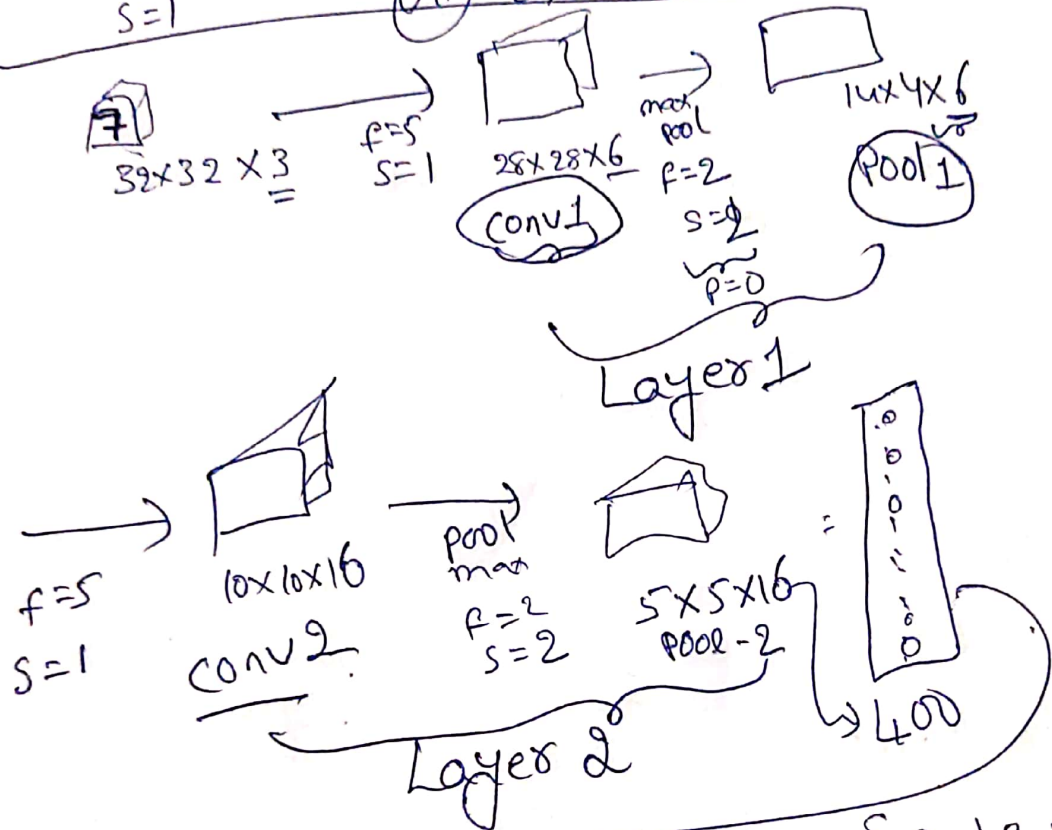 S=1
7
32x32 x 3
f=5
S=1
28x28x6
conv1
max
pool
f=2
s=2
p=0
14x4x6
Pool 1
Layer 1
f=5
S=1
10x10x16
conv2
pool
max
f=2
S=2
5x5x16
Pool-2
=
400
Layer 2